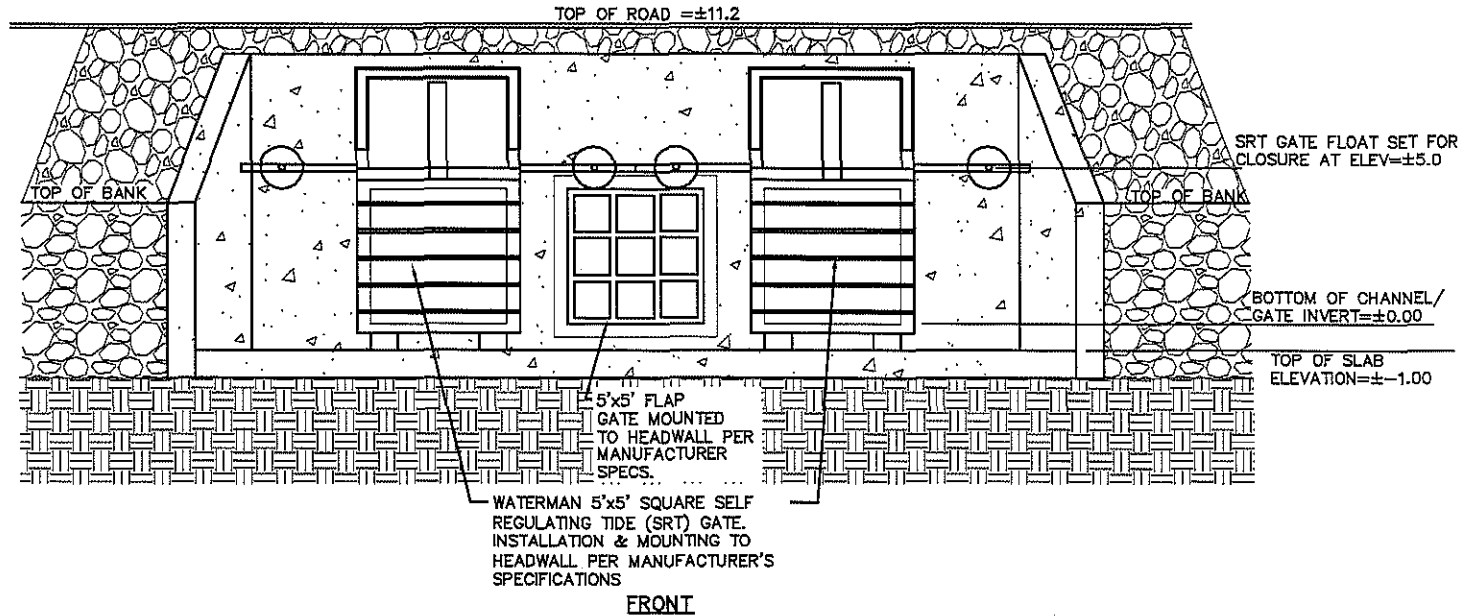 TOP OF ROAD =±11.2
SRT GATE FLOAT SET FOR
CLOSURE AT ELEV=±5.0
TOP OF BANK
TOP OF BANK
BOTTOM OF CHANNEL/
GATE INVERT=±0.00
TOP OF SLAB
ELEVATION=±-1.00
5'x5' FLAP
GATE MOUNTED
TO HEADWALL PER
MANUFACTURER
SPECS.
WATERMAN 5'x5' SQUARE SELF
REGULATING TIDE (SRT) GATE.
INSTALLATION & MOUNTING TO
HEADWALL PER MANUFACTURER'S
SPECIFICATIONS
FRONT